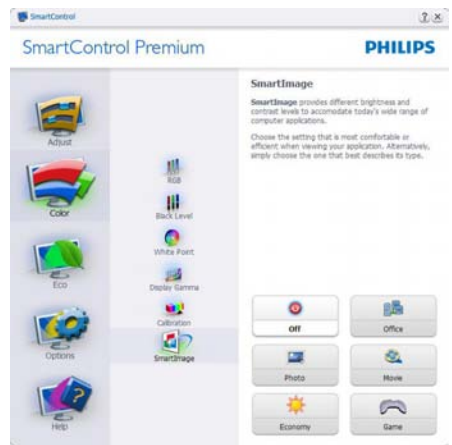 SmartControl
SmartControl Premium
PHILIPS
Adjust
Color
Eco
Options
Help
RGB
Black Level
White Point
Display Gamma
Calibration
SmartImage
SmartImage
SmartImage provides different brightness and
contrast levels to accomodate today's wide range of
computer applications.
Choose the setting that is most comfortable or
efficient when viewing your application. Alternatively,
simply choose the one that best describes its type.
Off
Office
Photo
Movie
Economy
Game